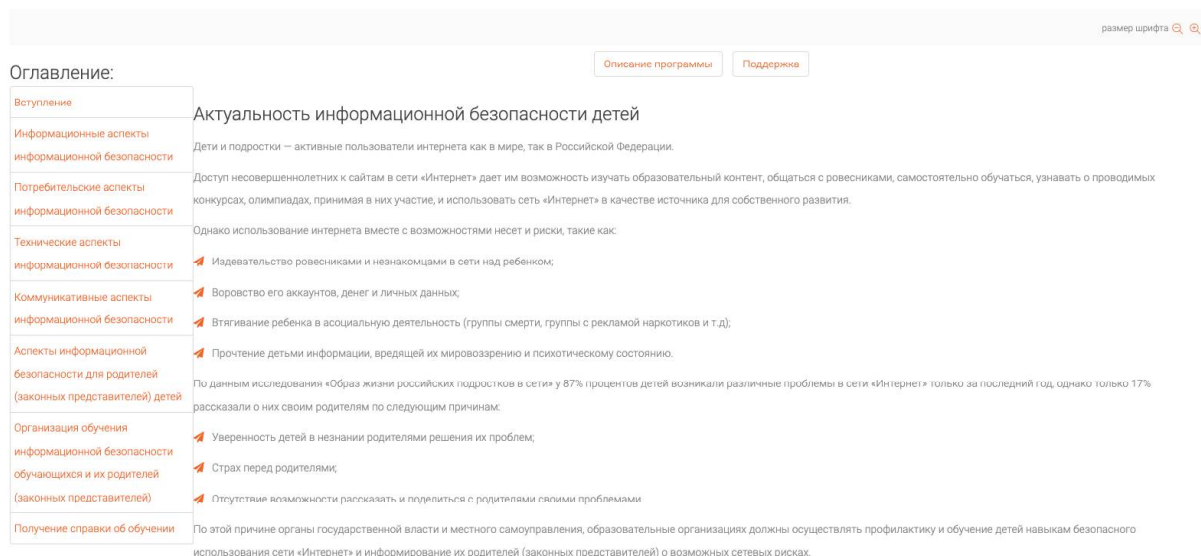 размер шрифта
Описание программы
Поддержка
Оглавление:
Вступление
Информационные аспекты
информационной безопасности
Потребительские аспекты
информационной безопасности
Технические аспекты
информационной безопасности
Коммуникативные аспекты
информационной безопасности
Аспекты информационной
безопасности для родителей
(законных представителей) детей
Организация обучения
информационной безопасности
обучающихся и их родителей
(законных представителей)
Получение справки об обучении
Актуальность информационной безопасности детей
Дети и подростки — активные пользователи интернета как в мире, так в Российской Федерации.
Доступ несовершеннолетних к сайтам в сети «Интернет» дает им возможность изучать образовательный контент, общаться с ровесниками, самостоятельно обучаться, узнавать о проводимых
конкурсах, олимпиадах, принимая в них участие, и использовать сеть «Интернет» в качестве источника для собственного развития.
Однако использование интернета вместе с возможностями несет и риски, такие как:
Издевательство ровесниками и незнакомцами в сети над ребенком;
Воровство его аккаунтов, денег и личных данных;
Втягивание ребенка в асоциальную деятельность (группы смерти, группы с рекламой наркотиков и т.д);
Прочтение детьми информации, вредящей их мировоззрению и психотическому состоянию.
По данным исследования «Образ жизни российских подростков в сети» у 87% процентов детей возникали различные проблемы в сети «Интернет» только за последний год, однако только 17%
рассказали о них своим родителям по следующим причинам:
Уверенность детей в незнании родителями решения их проблем;
Страх перед родителями;
Отсутствие возможности рассказать и поделиться с родителями своими проблемами
По этой причине органы государственной власти и местного самоуправления, образовательные организациях должны осуществлять профилактику и обучение детей навыкам безопасного
использования сети «Интернет» и информирование их родителей (законных представителей) о возможных сетевых рисках.